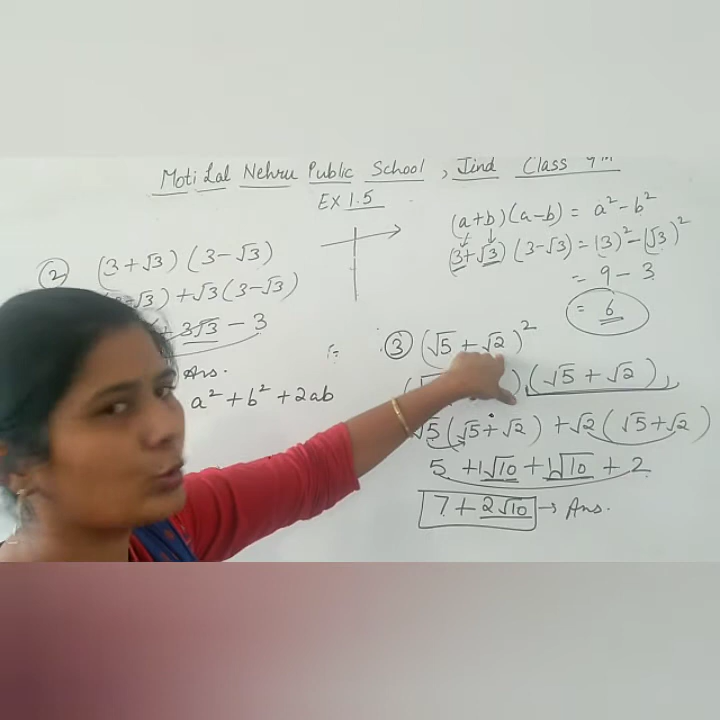 Moti Lal Nehru Public School, Jind Class 9th
EX 1.5
② (3+√3) (3-√3)
√3) + √3(3-√3)
3√3 - 3
Ans.
a² + b² + 2ab
(a+b)(a-b) = a² - b²
(3+√3)(3-√3) = (3)² - (√3)²
= 9 - 3
= 6
③ (√5 + √2)²
(√5 + √2)
√5(√5+√2) + √2(√5+√2)
5 + 1√10 + 1√10 + 2
7 + 2√10 → Ans.